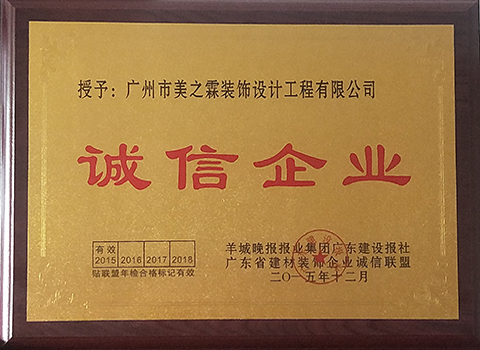 授予：广州市美之霖装饰设计工程有限公司
诚信企业
有效
2015 2016 2017 2018
贴联盟年检合格标记有效
羊城晚报报业集团广东建设报社
广东省建材装饰企业诚信联盟
二〇一五年十二月